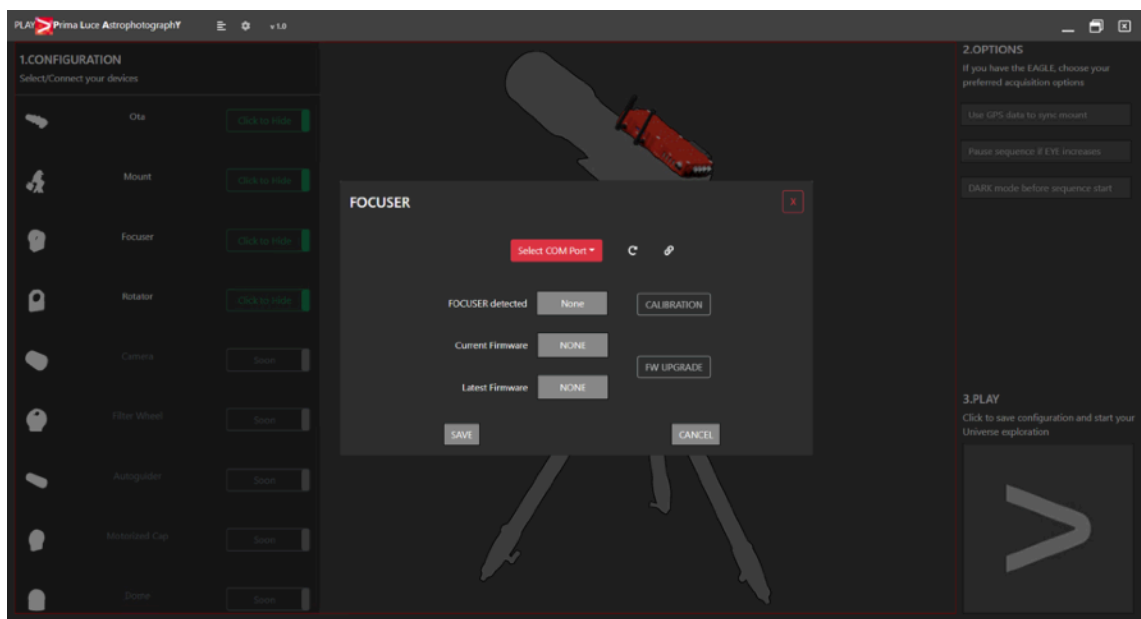 PLAY Prima Luce AstrophotographY
v 1.0
1.CONFIGURATION
Select/Connect your devices
Ota
Click to Hide
Mount
Click to Hide
Focuser
Click to Hide
Rotator
Click to Hide
Camera
Soon
Filter Wheel
Soon
Autoguider
Soon
Motorized Cap
Soon
Dome
Soon
FOCUSER
X
Select COM Port
FOCUSER detected
None
CALIBRATION
Current Firmware
NONE
FW UPGRADE
Latest Firmware
NONE
SAVE
CANCEL
2.OPTIONS
If you have the EAGLE, choose your
preferred acquisition options
Use GPS data to sync mount
Pause sequence if EYE increases
DARK mode before sequence start
3.PLAY
Click to save configuration and start your
Universe exploration